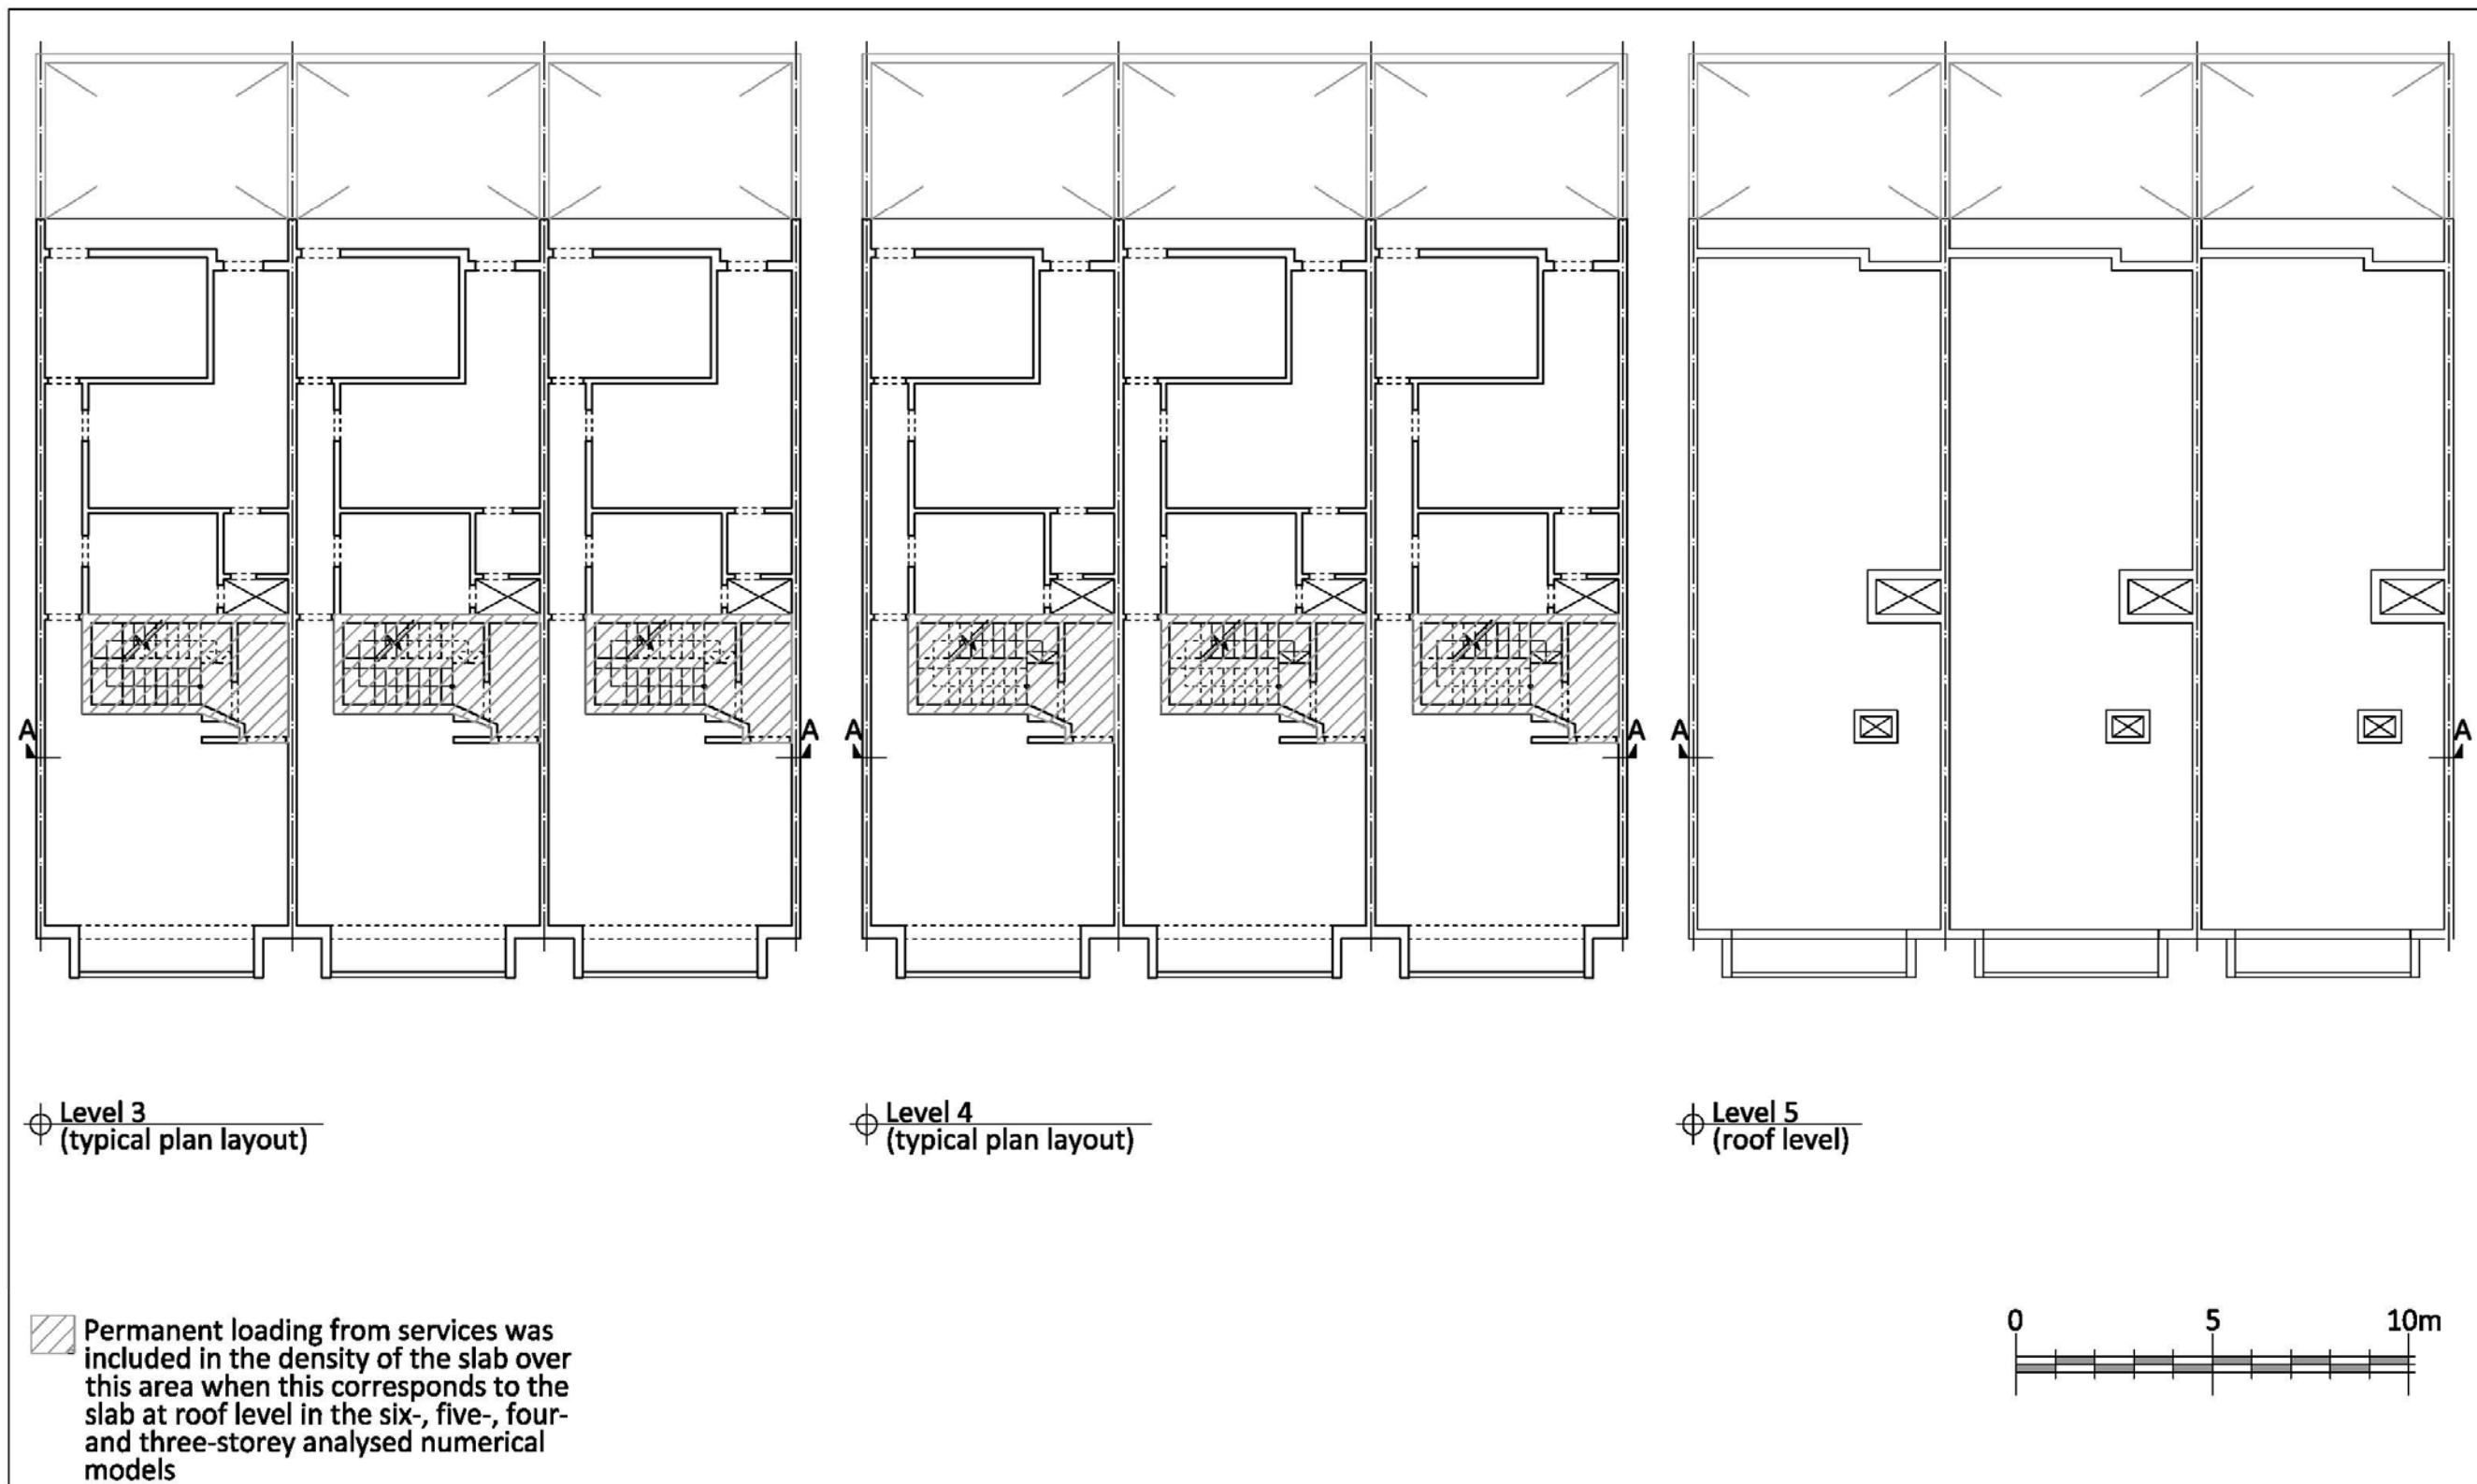 A A A A A A
Level 3
(typical plan layout)
Level 4
(typical plan layout)
Level 5
(roof level)
Permanent loading from services was
included in the density of the slab over
this area when this corresponds to the
slab at roof level in the six-, five-, four-
and three-storey analysed numerical
models
0 5 10m